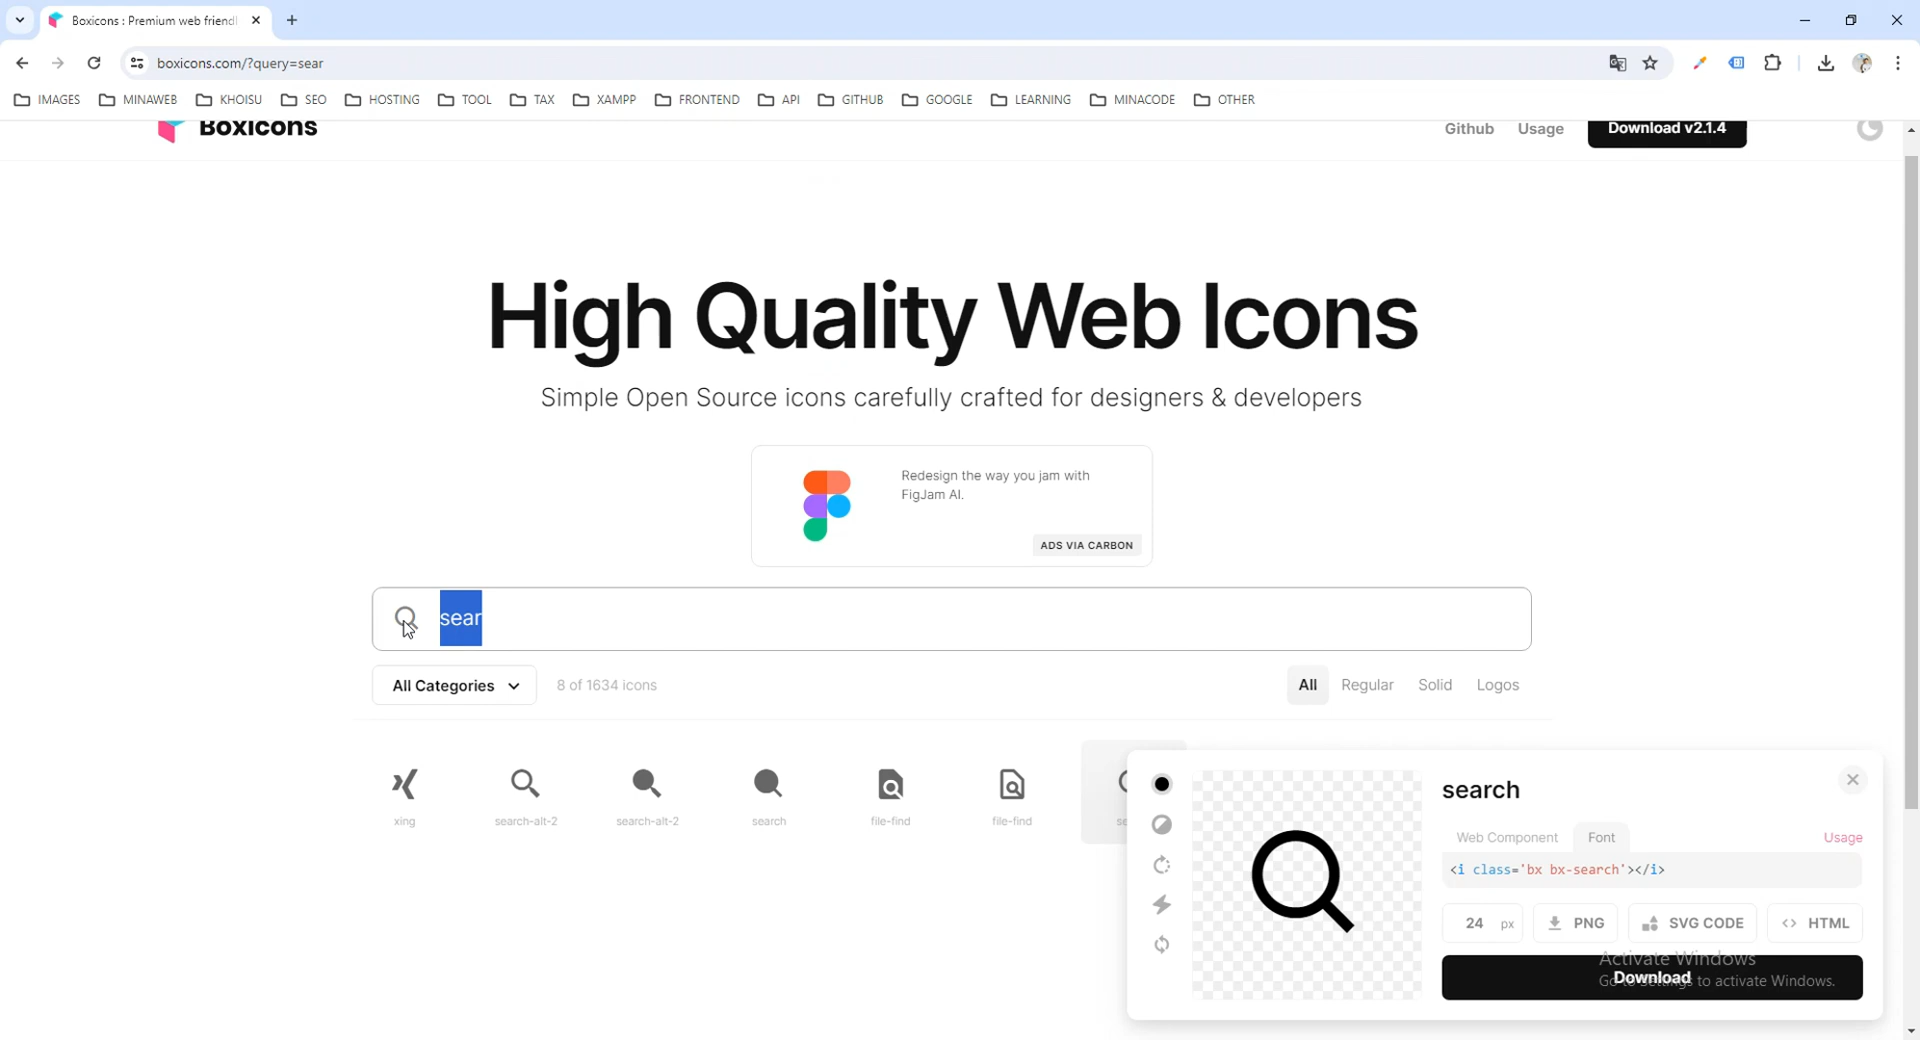 Boxicons : Premium web friendl
boxicons.com/?query=sear
IMAGES MINAWEB KHOISU SEO HOSTING TOOL TAX XAMPP FRONTEND API GITHUB GOOGLE LEARNING MINACODE OTHER
Boxicons Github Usage Download v2.1.4
High Quality Web Icons
Simple Open Source icons carefully crafted for designers & developers
Redesign the way you jam with
FigJam AI.
ADS VIA CARBON
sear
All Categories 8 of 1634 icons All Regular Solid Logos
xing search-alt-2 search-alt-2 search file-find file-find
search
Web Component Font Usage
<i class='bx bx-search'></i>
24 px PNG SVG CODE <> HTML
Activate Windows
Download
Go to Settings to activate Windows.